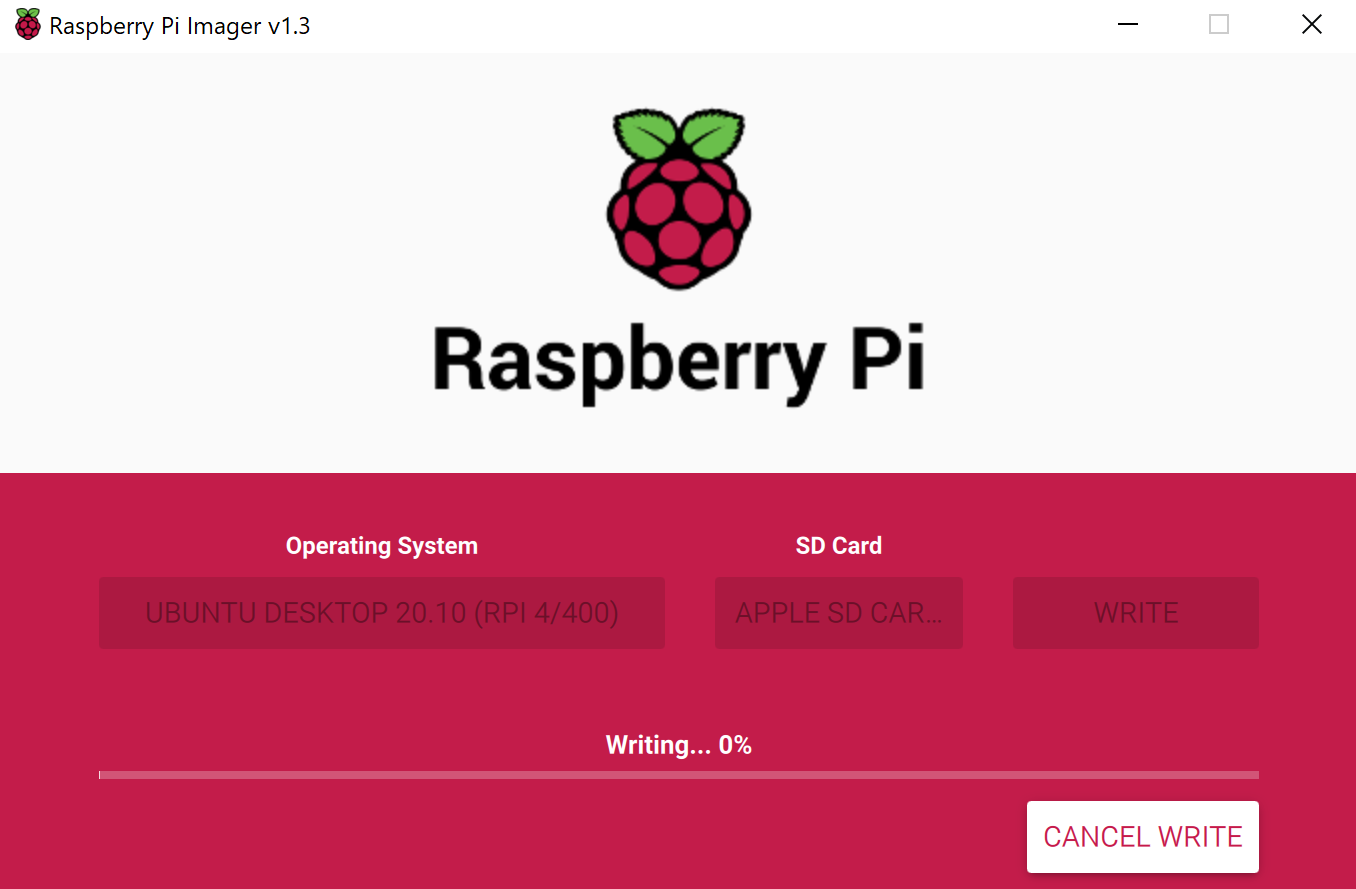 Raspberry Pi Imager v1.3
Raspberry Pi
Operating System
SD Card
UBUNTU DESKTOP 20.10 (RPI 4/400)
APPLE SD CAR...
WRITE
Writing... 0%
CANCEL WRITE